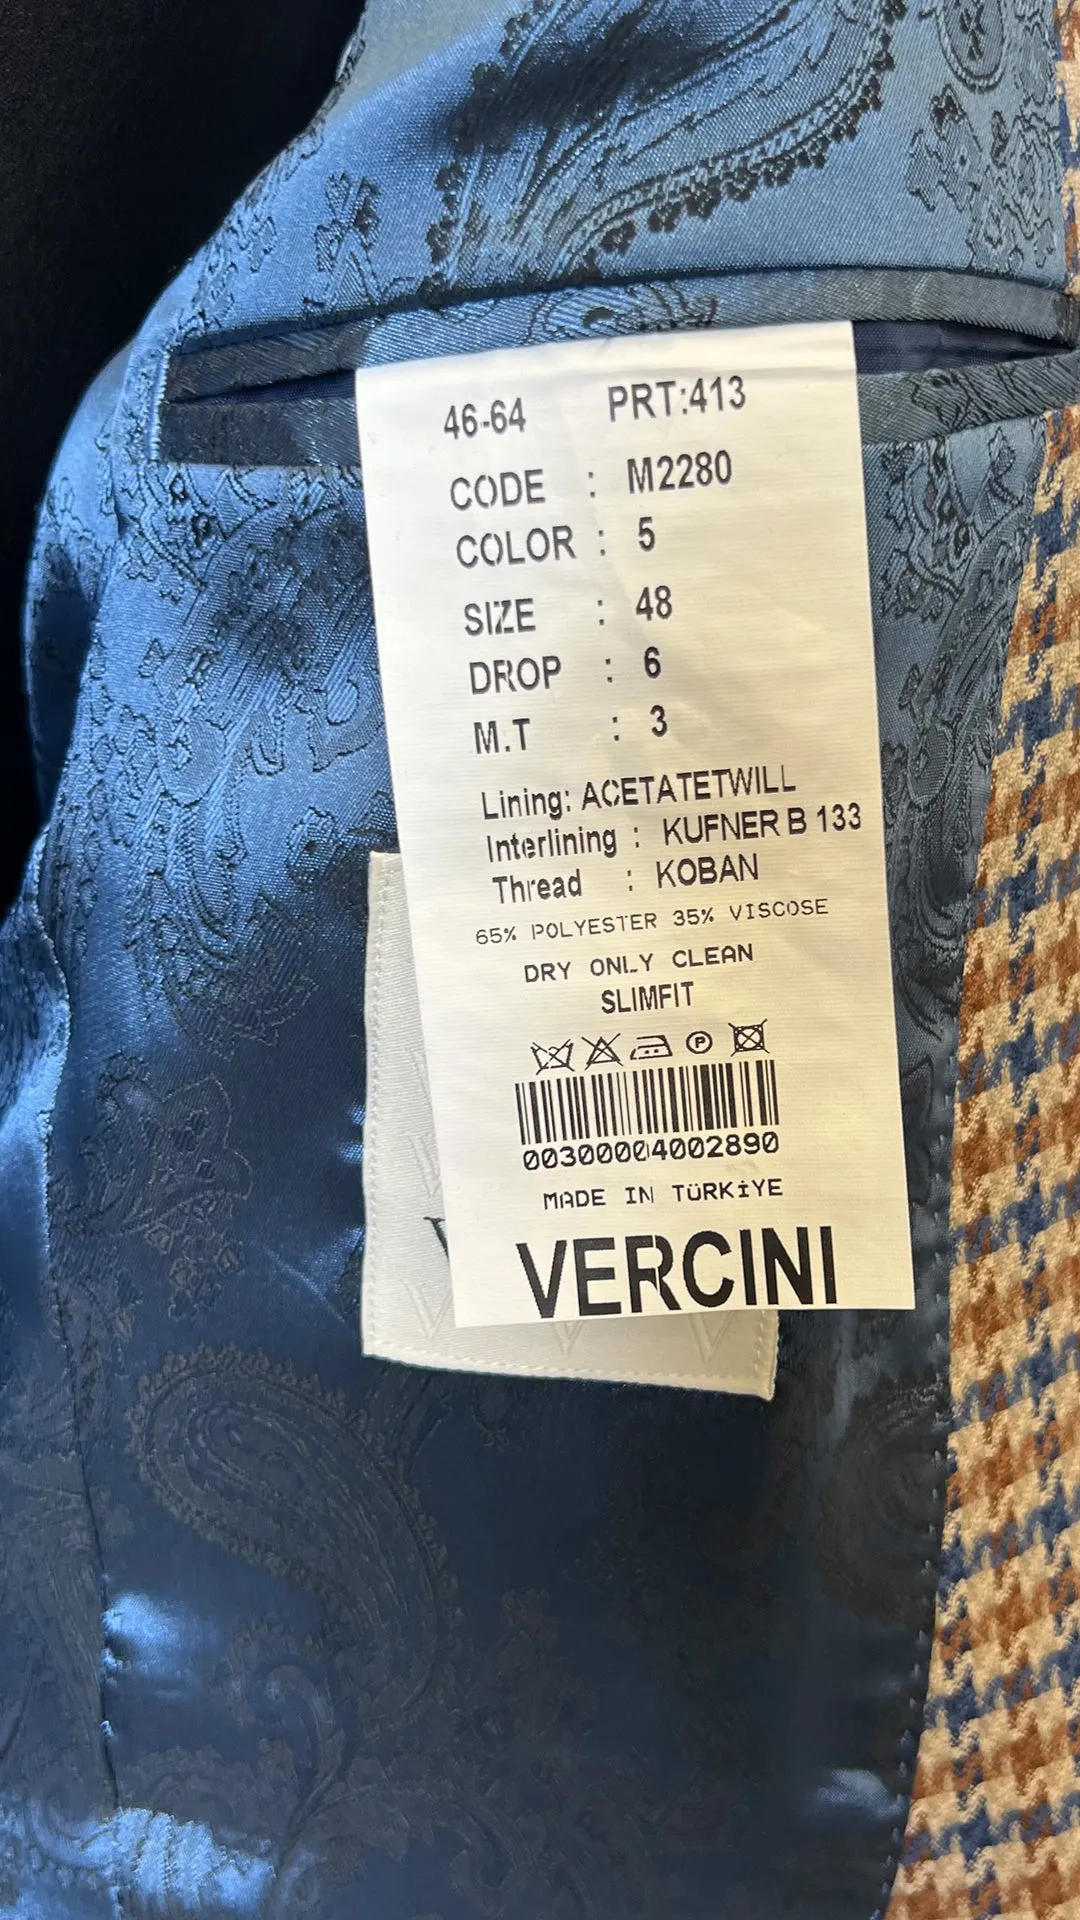 46-64 PRT:413
CODE : M2280
COLOR : 5
SIZE : 48
DROP : 6
M.T : 3
Lining: ACETATETWILL
Interlining : KUFNER B 133
Thread : KOBAN
65% POLYESTER 35% VISCOSE
DRY ONLY CLEAN
SLIMFIT
P
00300004002890
MADE IN TÜRKİYE
VERCINI